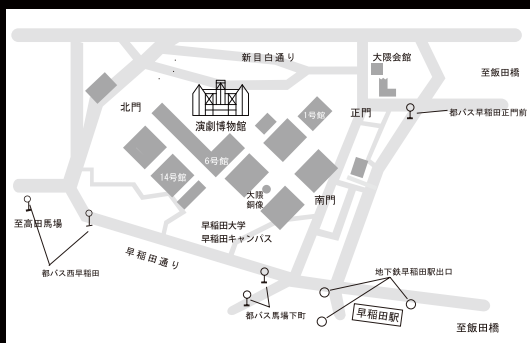 新目白通り
大隈会館
至飯田橋
北門
演劇博物館
1号館
正門
都バス早稲田正門前
6号館
14号館
大隈
銅像
南門
至高田馬場
早稲田大学
早稲田キャンパス
都バス西早稲田
早稲田通り
地下鉄早稲田駅出口
都バス馬場下町
早稲田駅
至飯田橋